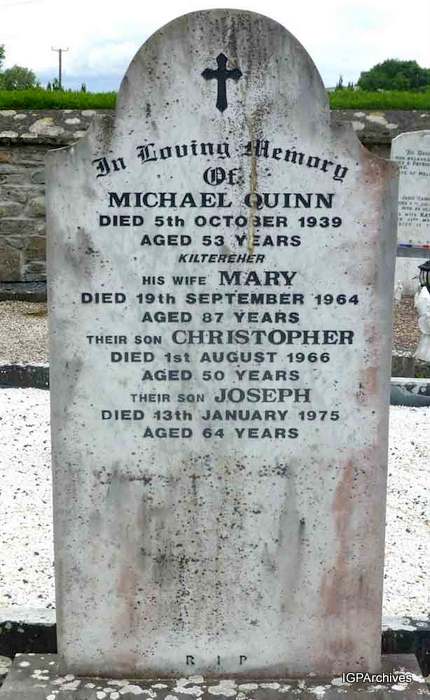 In Loving Memory
Of
MICHAEL QUINN
DIED 5th OCTOBER 1939
AGED 53 YEARS
KILTEREHER
HIS WIFE MARY
DIED 19th SEPTEMBER 1964
AGED 87 YEARS
THEIR SON CHRISTOPHER
DIED 1st AUGUST 1966
AGED 50 YEARS
THEIR SON JOSEPH
DIED 13th JANUARY 1975
AGED 64 YEARS
R I P
IGPArchives